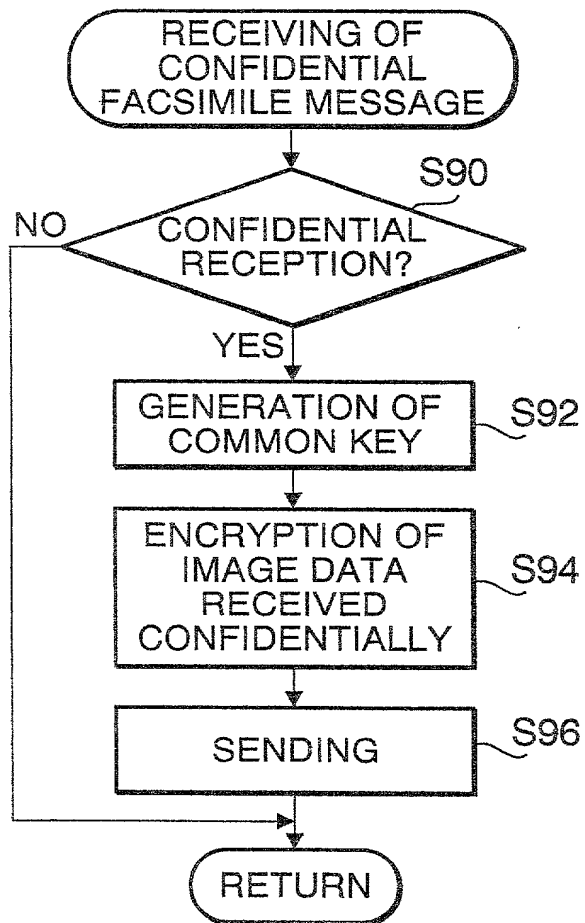 RECEIVING OF
CONFIDENTIAL
FACSIMILE MESSAGE
S90
NO
CONFIDENTIAL
RECEPTION?
YES
GENERATION OF
COMMON KEY
S92
ENCRYPTION OF
IMAGE DATA
RECEIVED
CONFIDENTIALLY
S94
SENDING
S96
RETURN